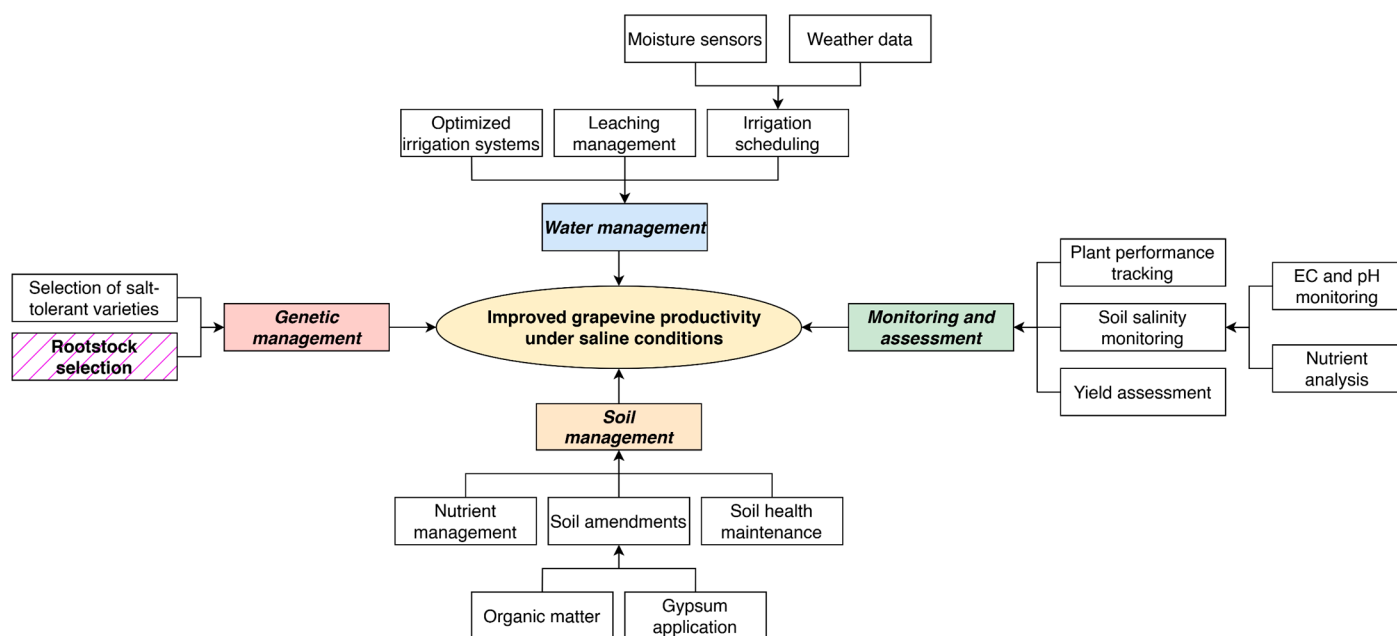 Moisture sensors
Weather data
Optimized
irrigation systems
Leaching
management
Irrigation
scheduling
Water management
Selection of salt-
tolerant varieties
Rootstock
selection
Genetic
management
Improved grapevine productivity
under saline conditions
Monitoring and
assessment
Plant performance
tracking
Soil salinity
monitoring
Yield assessment
EC and pH
monitoring
Nutrient
analysis
Soil
management
Nutrient
management
Soil amendments
Soil health
maintenance
Organic matter
Gypsum
application